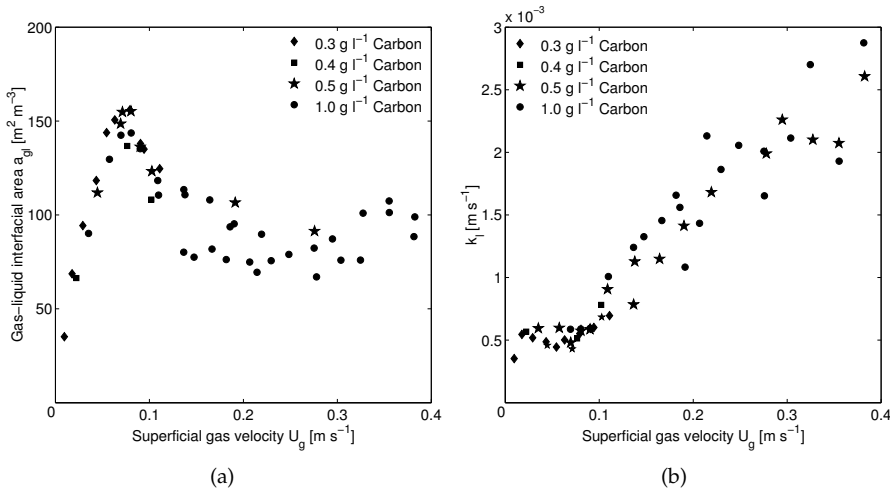 200
150
100
50
0
0.1
0.2
0.3
0.4
Gas−liquid interfacial area a_gl [m² m⁻³]
Superficial gas velocity U_g [m s⁻¹]
0.3 g l⁻¹ Carbon
0.4 g l⁻¹ Carbon
0.5 g l⁻¹ Carbon
1.0 g l⁻¹ Carbon
(a)
3 x 10⁻³
2.5
2
1.5
1
0.5
0
0.1
0.2
0.3
0.4
k_l [m s⁻¹]
Superficial gas velocity U_g [m s⁻¹]
0.3 g l⁻¹ Carbon
0.4 g l⁻¹ Carbon
0.5 g l⁻¹ Carbon
1.0 g l⁻¹ Carbon
(b)